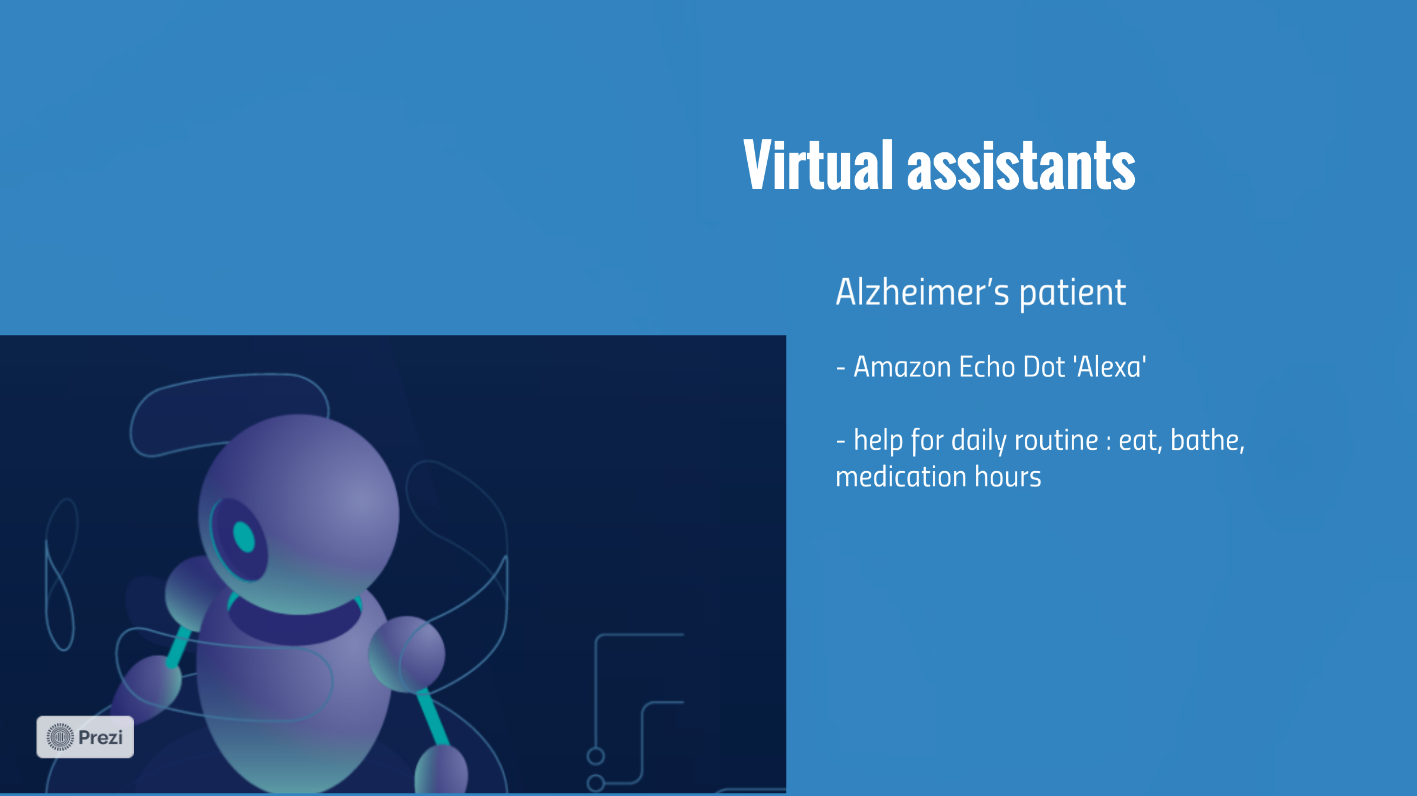 Virtual assistants
Alzheimer’s patient
- Amazon Echo Dot 'Alexa'
- help for daily routine : eat, bathe,
medication hours
Prezi